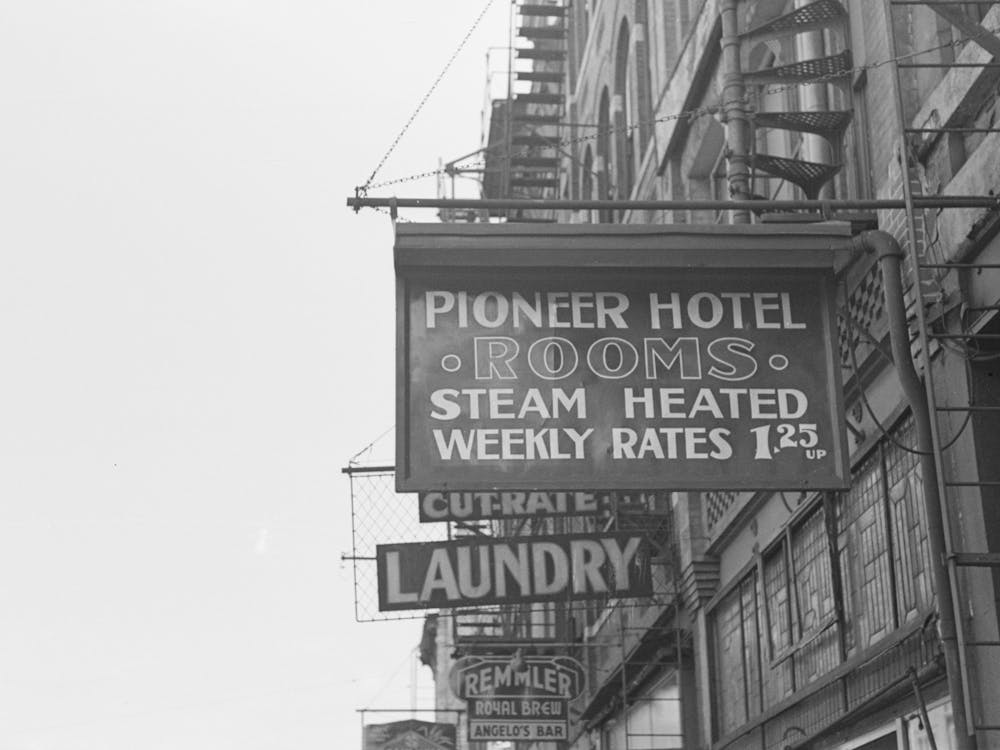 PIONEER HOTEL
• ROOMS •
STEAM HEATED
WEEKLY RATES 1.25 UP
CUT-RATE
LAUNDRY
REMMLER
ROYAL BREW
ANGELO'S BAR